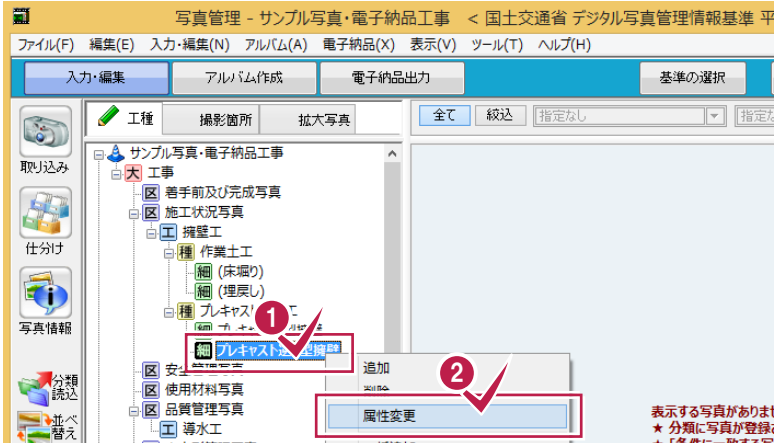 写真管理 - サンプル写真・電子納品工事 < 国土交通省 デジタル写真管理情報基準 平
ファイル(F) 編集(E) 入力・編集(N) アルバム(A) 電子納品(X) 表示(V) ツール(T) ヘルプ(H)
入力・編集 アルバム作成 電子納品出力 基準の選択
工種 撮影箇所 拡大写真 全て 絞込 指定なし 指定な
取り込み
仕分け
写真情報
分類
読込
並べ
替え
サンプル写真・電子納品工事
大 工事
区 着手前及び完成写真
区 施工状況写真
工 擁壁工
種 作業土工
細 (床堀り)
細 (埋戻し)
種 プレキャスト 工
細
細 プレキャスト 型擁壁
区 安全管理写真
区 使用材料写真
区 品質管理写真
工 導水工
1
2
追加
削除
属性変更
表示する写真がありませ
★ 分類に写真が登録
★「条件に一致する写